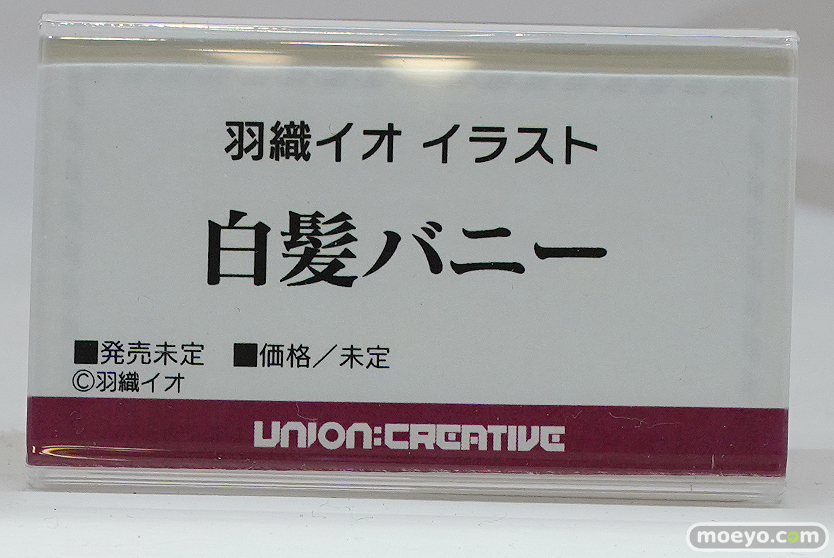 羽織イオ イラスト
白髪バニー
■発売未定 ■価格／未定
©羽織イオ
UNION:CREATIVE
moeyo.com